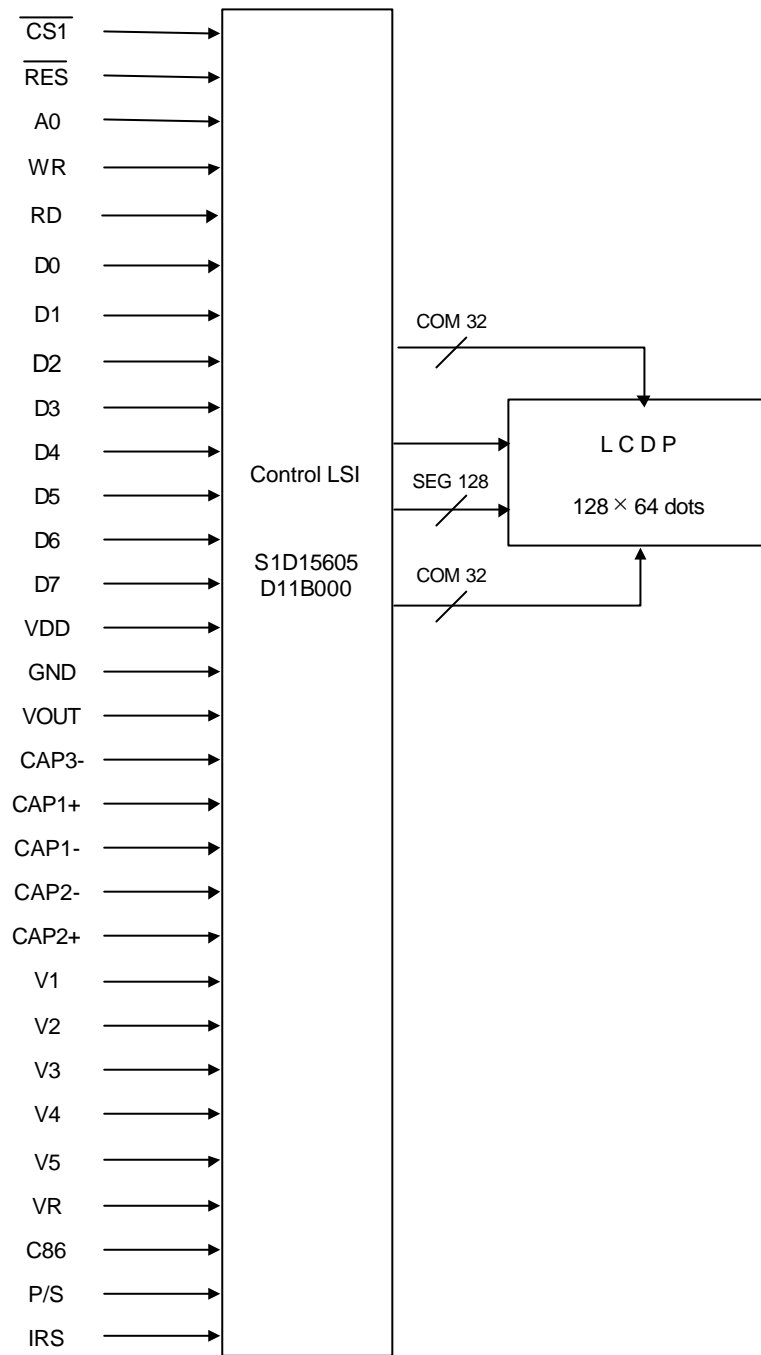 CS1
RES
A0
WR
RD
D0
D1
D2
D3
D4
D5
D6
D7
VDD
GND
VOUT
CAP3-
CAP1+
CAP1-
CAP2-
CAP2+
V1
V2
V3
V4
V5
VR
C86
P/S
IRS
Control LSI
S1D15605
D11B000
COM 32
SEG 128
COM 32
L C D P
128 × 64 dots